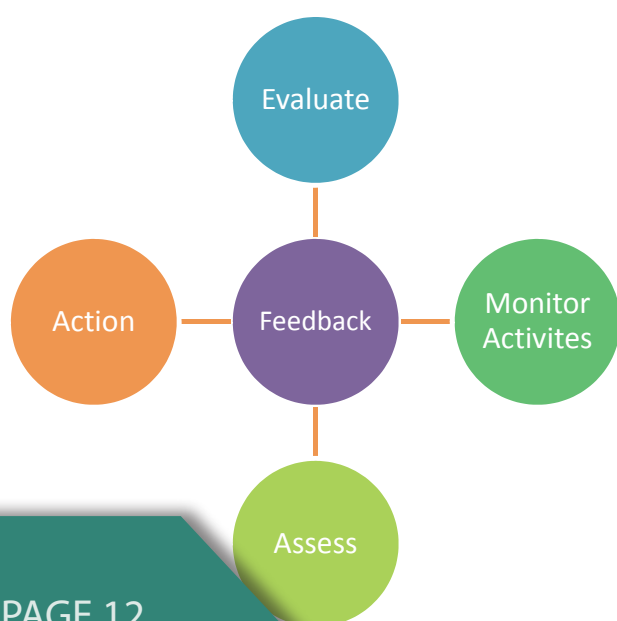 Evaluate
Action
Feedback
Monitor
Activites
Assess
PAGE 12